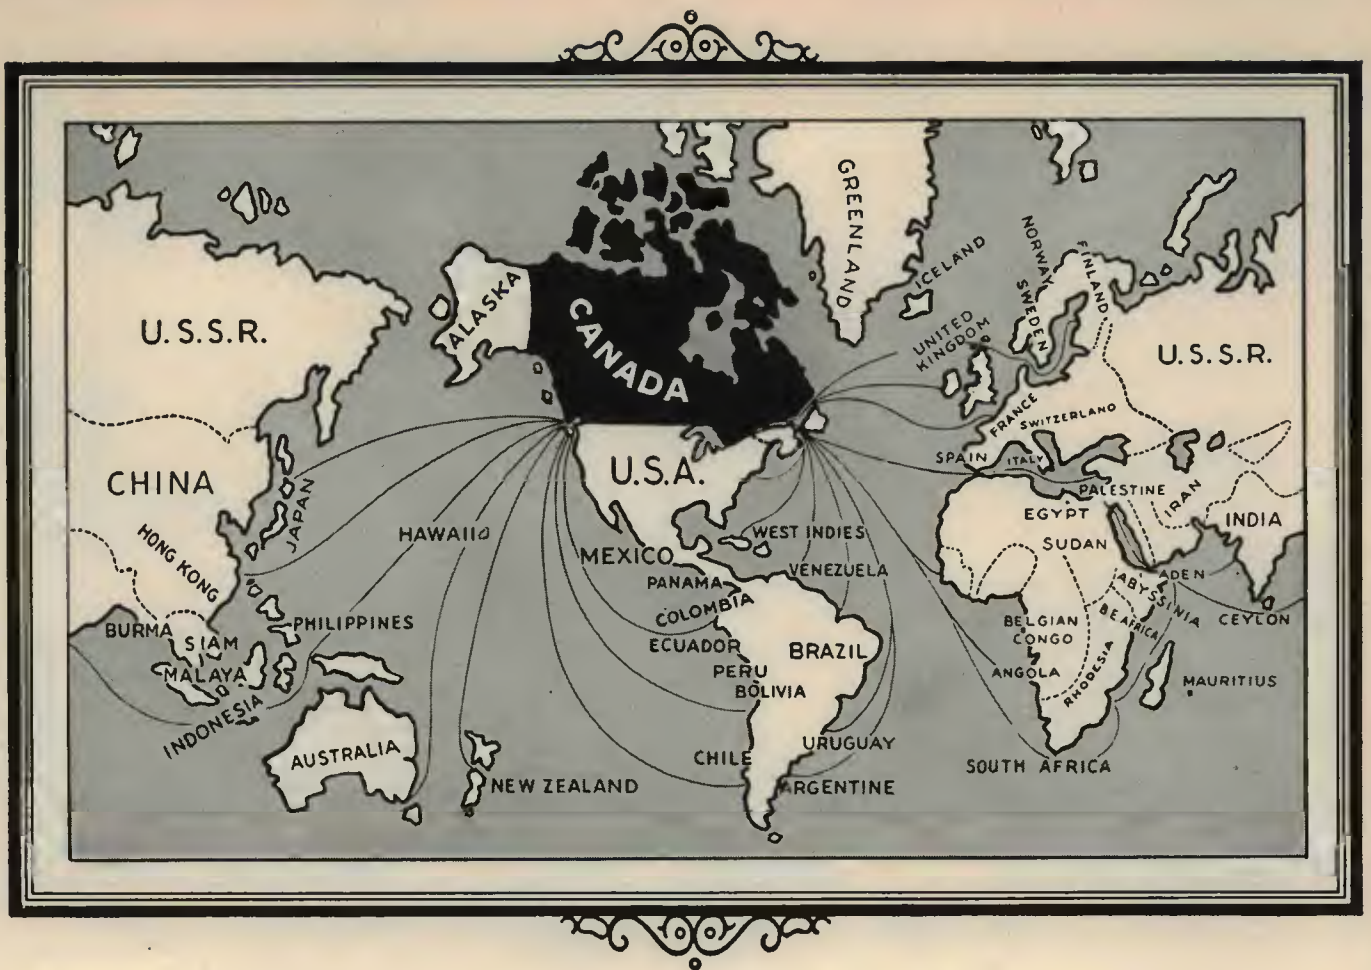 GREENLAND
ICELAND
NORWAY
SWEDEN
FINLAND
ALASKA
CANADA
UNITED
KINGDOM
U.S.S.R.
U.S.S.R.
FRANCE
SWITZERLAND
SPAIN
ITALY
U.S.A.
CHINA
JAPAN
PALESTINE
IRAN
EGYPT
INDIA
HONG KONG
HAWAII
WEST INDIES
SUDAN
MEXICO
VENEZUELA
PANAMA
ADEN
ABYSSINIA
COLOMBIA
BURMA
SIAM
PHILIPPINES
BELGIAN
CONGO
B.E. AFRICA
CEYLON
ECUADOR
BRAZIL
MALAYA
PERU
ANGOLA
RHODESIA
MAURITIUS
BOLIVIA
INDONESIA
AUSTRALIA
CHILE
URUGUAY
SOUTH AFRICA
NEW ZEALAND
ARGENTINE